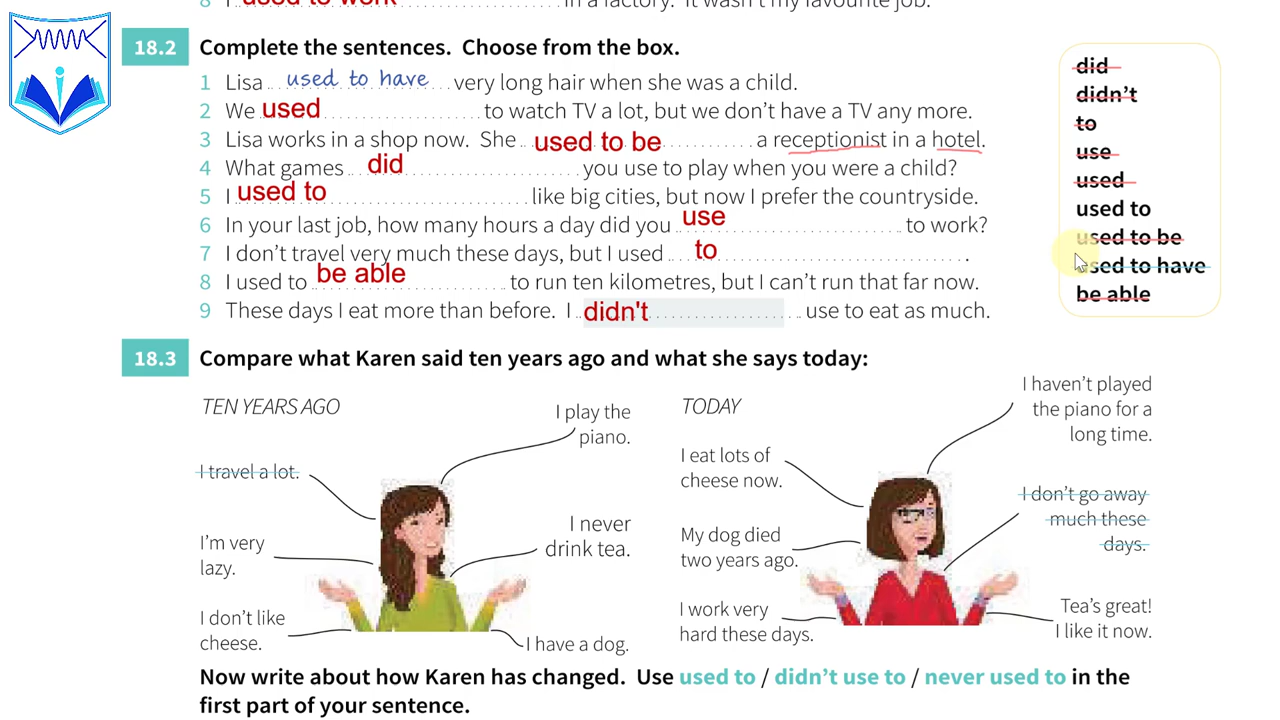 8 I used to work in a factory. It wasn't my favourite job.
18.2 Complete the sentences. Choose from the box.
1 Lisa used to have very long hair when she was a child.
2 We used to watch TV a lot, but we don't have a TV any more.
3 Lisa works in a shop now. She used to be a receptionist in a hotel.
4 What games did you use to play when you were a child?
5 I used to like big cities, but now I prefer the countryside.
6 In your last job, how many hours a day did you use to work?
7 I don't travel very much these days, but I used to .
8 I used to be able to run ten kilometres, but I can't run that far now.
9 These days I eat more than before. I didn't use to eat as much.
did
didn't
to
use
used
used to
used to be
used to have
be able
18.3 Compare what Karen said ten years ago and what she says today:
TEN YEARS AGO
I play the
piano.
I travel a lot.
I never
drink tea.
I'm very
lazy.
I don't like
cheese.
I have a dog.
TODAY
I haven't played
the piano for a
long time.
I eat lots of
cheese now.
I don't go away
much these
days.
My dog died
two years ago.
I work very
hard these days.
Tea's great!
I like it now.
Now write about how Karen has changed. Use used to / didn't use to / never used to in the
first part of your sentence.